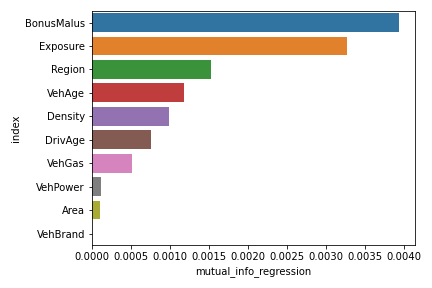 BonusMalus
Exposure
Region
VehAge
Density
DrivAge
VehGas
VehPower
Area
VehBrand
index
0.0000 0.0005 0.0010 0.0015 0.0020 0.0025 0.0030 0.0035 0.0040
mutual_info_regression